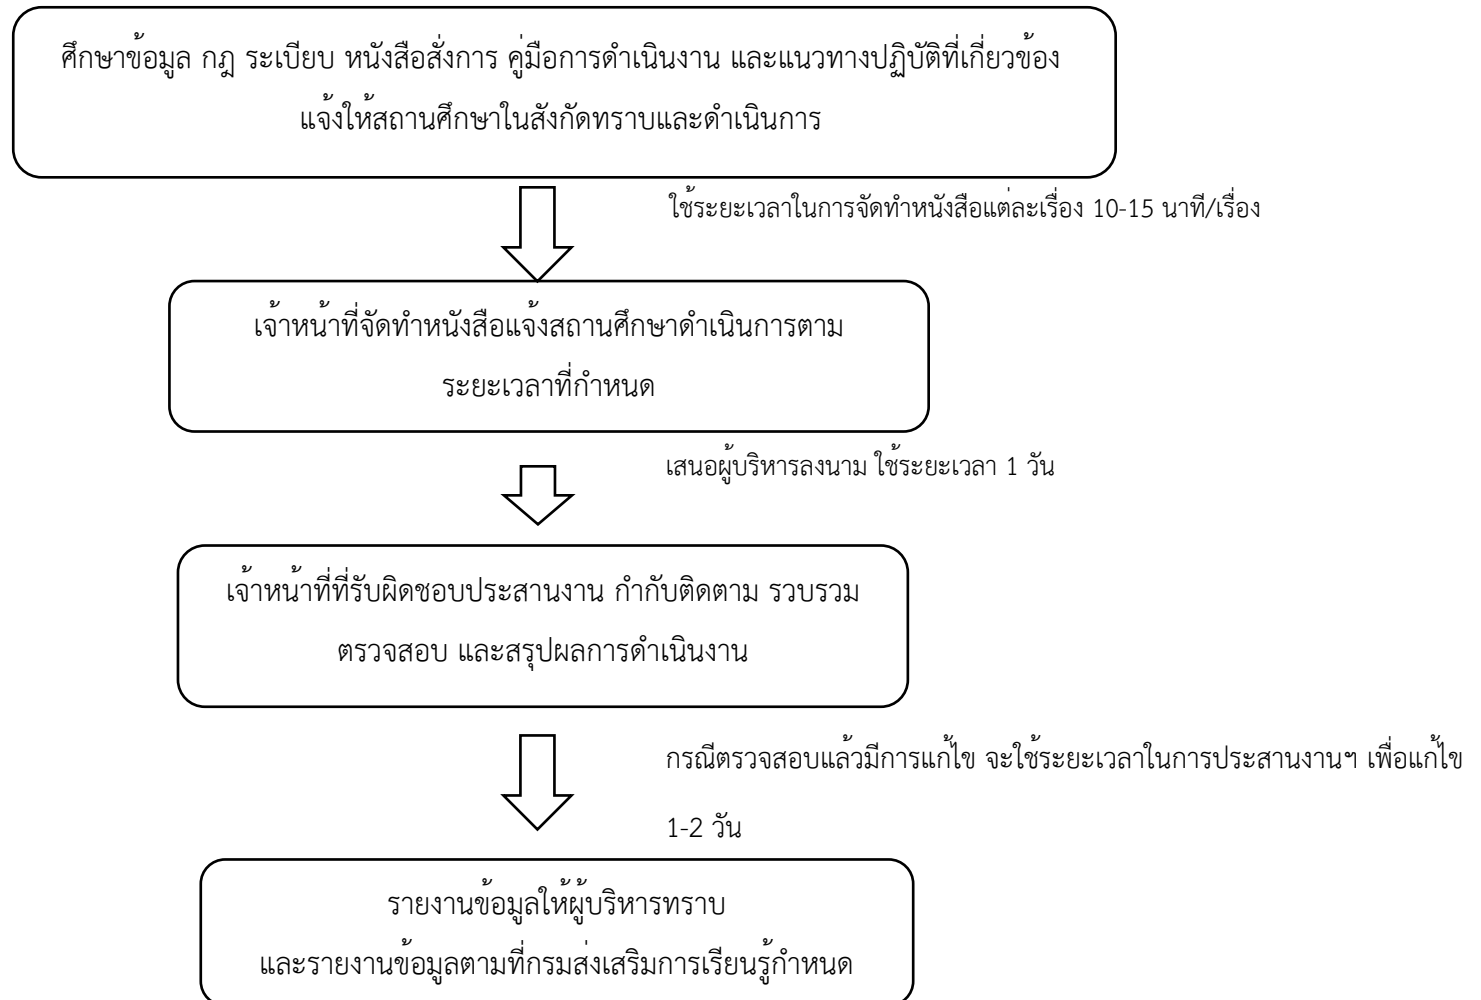 ศึกษาข้อมูล กฎ ระเบียบ หนังสือสั่งการ คู่มือการดำเนินงาน และแนวทางปฏิบัติที่เกี่ยวข้อง
แจ้งให้สถานศึกษาในสังกัดทราบและดำเนินการ
ใช้ระยะเวลาในการจัดทำหนังสือแต่ละเรื่อง 10-15 นาที/เรื่อง
เจ้าหน้าที่จัดทำหนังสือแจ้งสถานศึกษาดำเนินการตาม
ระยะเวลาที่กำหนด
เสนอผู้บริหารลงนาม ใช้ระยะเวลา 1 วัน
เจ้าหน้าที่ที่รับผิดชอบประสานงาน กำกับติดตาม รวบรวม
ตรวจสอบ และสรุปผลการดำเนินงาน
กรณีตรวจสอบแล้วมีการแก้ไข จะใช้ระยะเวลาในการประสานงานฯ เพื่อแก้ไข
1-2 วัน
รายงานข้อมูลให้ผู้บริหารทราบ
และรายงานข้อมูลตามที่กรมส่งเสริมการเรียนรู้กำหนด